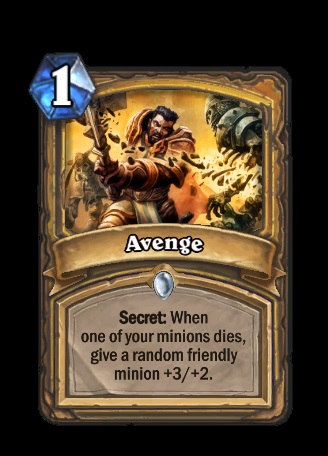 1
Avenge
Secret: When
one of your minions dies,
give a random friendly
minion +3/+2.